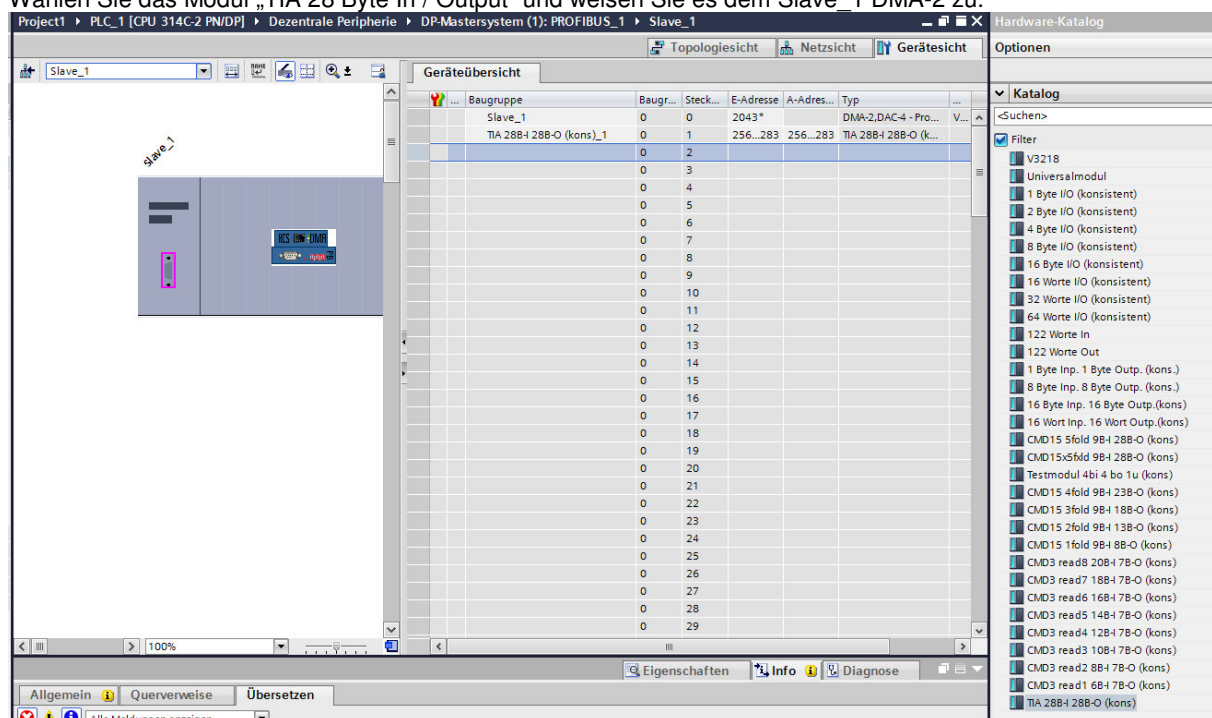 Wählen Sie das Modul „TIA 28 Byte In / Output“ und weisen Sie es dem Slave_1 DMA-2 zu.
Project1 ▸ PLC_1 [CPU 314C-2 PN/DP] ▸ Dezentrale Peripherie ▸ DP-Mastersystem (1): PROFIBUS_1 ▸ Slave_1
Topologiesicht Netzsicht Gerätesicht
Slave_1
Geräteübersicht
... Baugruppe Baugr... Steck... E-Adresse A-Adres... Typ ...
Slave_1 0 0 2043* DMA-2,DAC-4 - Pro... V...
TIA 28B-I 28B-O (kons)_1 0 1 256...283 256...283 TIA 28B-I 28B-O (k...
0 2
0 3
0 4
0 5
0 6
0 7
0 8
0 9
0 10
0 11
0 12
0 13
0 14
0 15
0 16
0 17
0 18
0 19
0 20
0 21
0 22
0 23
0 24
0 25
0 26
0 27
0 28
0 29
Slave_1
DMA
100%
Eigenschaften Info Diagnose
Allgemein Querverweise Übersetzen
Alle Meldungen anzeigen
Hardware-Katalog
Optionen
Katalog
<Suchen>
Filter
V3218
Universalmodul
1 Byte I/O (konsistent)
2 Byte I/O (konsistent)
4 Byte I/O (konsistent)
8 Byte I/O (konsistent)
16 Byte I/O (konsistent)
16 Worte I/O (konsistent)
32 Worte I/O (konsistent)
64 Worte I/O (konsistent)
122 Worte In
122 Worte Out
1 Byte Inp. 1 Byte Outp. (kons.)
8 Byte Inp. 8 Byte Outp. (kons.)
16 Byte Inp. 16 Byte Outp.(kons)
16 Wort Inp. 16 Wort Outp.(kons)
CMD15 5fold 9B-I 28B-O (kons)
CMD15x5fold 9B-I 28B-O (kons)
Testmodul 4bi 4 bo 1u (kons)
CMD15 4fold 9B-I 23B-O (kons)
CMD15 3fold 9B-I 18B-O (kons)
CMD15 2fold 9B-I 13B-O (kons)
CMD15 1fold 9B-I 8B-O (kons)
CMD3 read8 20B-I 7B-O (kons)
CMD3 read7 18B-I 7B-O (kons)
CMD3 read6 16B-I 7B-O (kons)
CMD3 read5 14B-I 7B-O (kons)
CMD3 read4 12B-I 7B-O (kons)
CMD3 read3 10B-I 7B-O (kons)
CMD3 read2 8B-I 7B-O (kons)
CMD3 read1 6B-I 7B-O (kons)
TIA 28B-I 28B-O (kons)